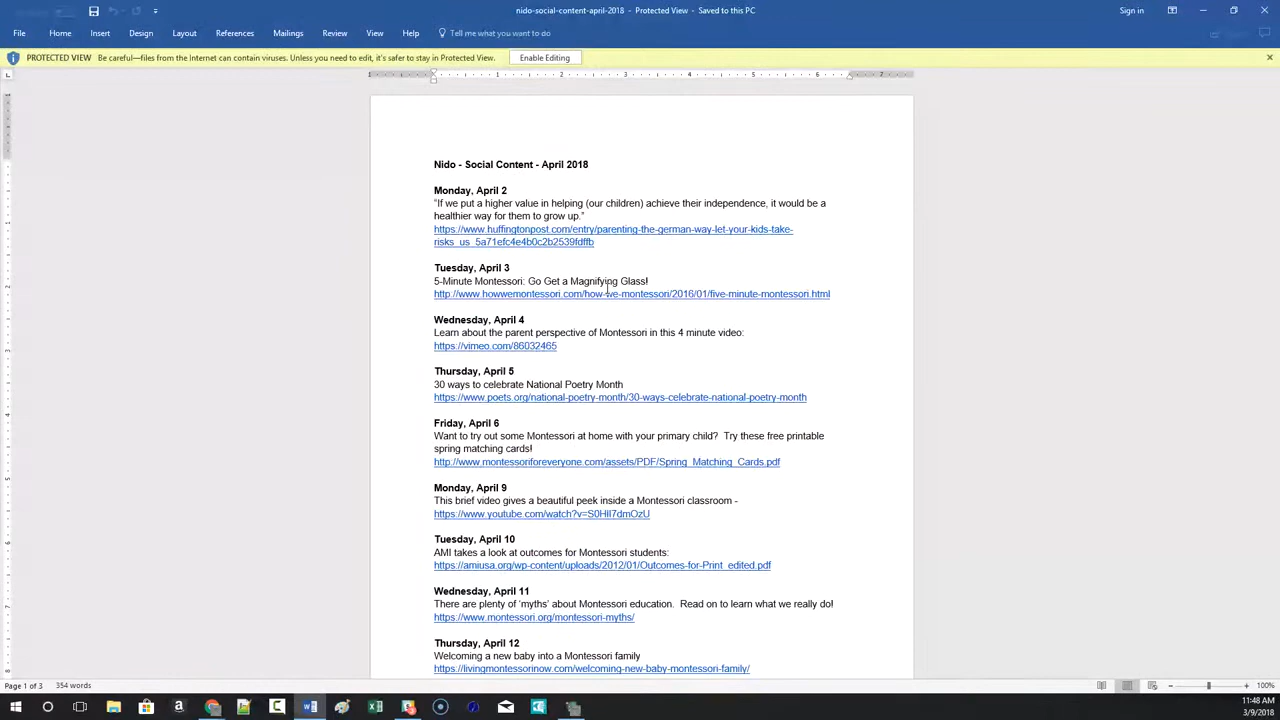 nido-social-content-april-2018 - Protected View - Saved to this PC
Sign in
File Home Insert Design Layout References Mailings Review View Help Tell me what you want to do
PROTECTED VIEW Be careful—files from the Internet can contain viruses. Unless you need to edit, it's safer to stay in Protected View. Enable Editing
Nido - Social Content - April 2018
Monday, April 2
"If we put a higher value in helping (our children) achieve their independence, it would be a
healthier way for them to grow up."
https://www.huffingtonpost.com/entry/parenting-the-german-way-let-your-kids-take-
risks_us_5a71efc4e4b0c2b2539fdffb
Tuesday, April 3
5-Minute Montessori: Go Get a Magnifying Glass!
http://www.howwemontessori.com/how-we-montessori/2016/01/five-minute-montessori.html
Wednesday, April 4
Learn about the parent perspective of Montessori in this 4 minute video:
https://vimeo.com/86032465
Thursday, April 5
30 ways to celebrate National Poetry Month
https://www.poets.org/national-poetry-month/30-ways-celebrate-national-poetry-month
Friday, April 6
Want to try out some Montessori at home with your primary child?  Try these free printable
spring matching cards!
http://www.montessoriforeveryone.com/assets/PDF/Spring_Matching_Cards.pdf
Monday, April 9
This brief video gives a beautiful peek inside a Montessori classroom -
https://www.youtube.com/watch?v=S0HIl7dmOzU
Tuesday, April 10
AMI takes a look at outcomes for Montessori students:
https://amiusa.org/wp-content/uploads/2012/01/Outcomes-for-Print_edited.pdf
Wednesday, April 11
There are plenty of 'myths' about Montessori education.  Read on to learn what we really do!
https://www.montessori.org/montessori-myths/
Thursday, April 12
Welcoming a new baby into a Montessori family
https://livingmontessorinow.com/welcoming-new-baby-montessori-family/
Page 1 of 3 354 words
100%
11:48 AM
3/9/2018